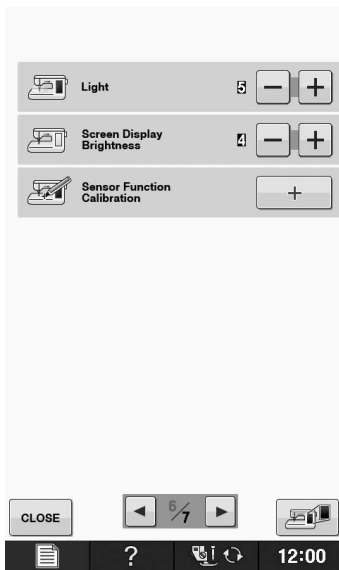 Light 5 − +
Screen Display
Brightness 4 − +
Sensor Function
Calibration +
CLOSE 6/7
? 12:00